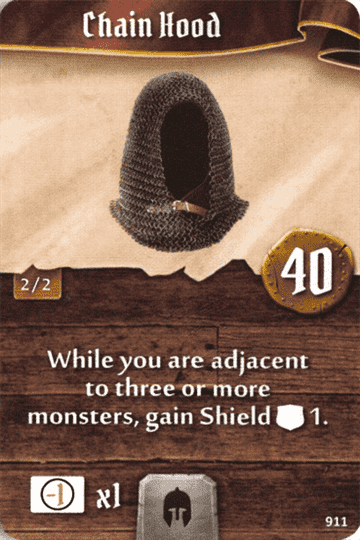 Chain Hood
40
2/2
While you are adjacent
to three or more
monsters, gain Shield 1.
-1 x1
911